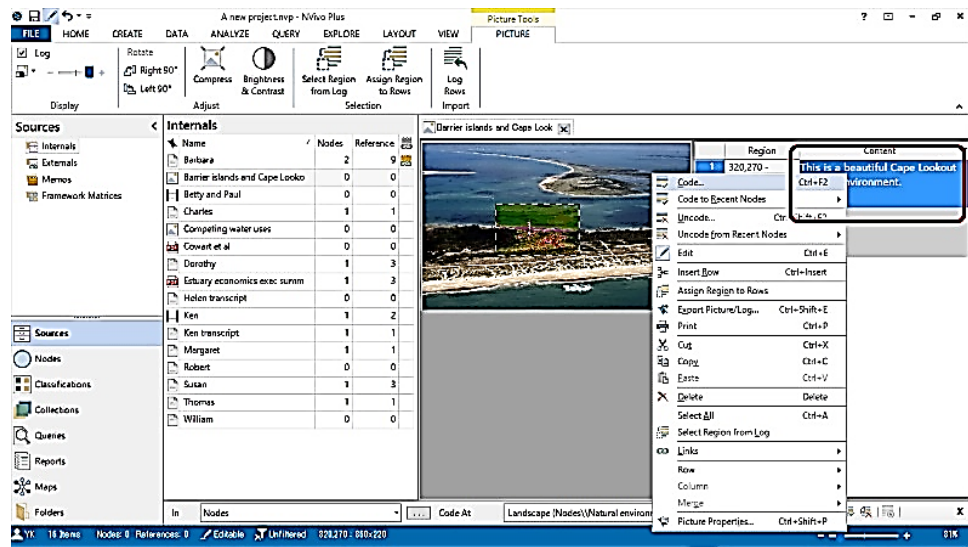 A new project.nvp - NVivo Plus
Picture Tools
FILE HOME CREATE DATA ANALYZE QUERY EXPLORE LAYOUT VIEW PICTURE
Log
Rotate
Right 90°
Left 90°
Compress
Brightness & Contrast
Select Region from Log
Assign Region to Rows
Log Rows
Display
Adjust
Selection
Import
Sources
Internals
Externals
Memos
Framework Matrices
Sources
Nodes
Classifications
Collections
Queries
Reports
Maps
Folders
Internals
Name Nodes Reference
Barbara 2 9
Barrier islands and Cape Looko 0 0
Betty and Paul 0 0
Charles 1 1
Competing water uses 0 0
Cowart et al 0 0
Dorothy 1 3
Estuary economics exec summ 1 3
Helen transcript 0 0
Ken 1 2
Ken transcript 1 1
Margaret 1 1
Robert 0 0
Susan 1 3
Thomas 1 1
William 0 0
Barrier islands and Cape Look
Region Content
1 320,270 -
This is a beautiful Cape Lookout
environment.
Code... Ctrl+F2
Code to Recent Nodes
Uncode... Ctrl+Shift+F2
Uncode from Recent Nodes
Edit Ctrl+E
Insert Row Ctrl+Insert
Assign Region to Rows
Export Picture/Log... Ctrl+Shift+E
Print Ctrl+P
Cut Ctrl+X
Copy Ctrl+C
Paste Ctrl+V
Delete Delete
Select All Ctrl+A
Select Region from Log
Links
Row
Column
Merge
Picture Properties... Ctrl+Shift+P
In Nodes
Code At Landscape (Nodes\\Natural environ
YK 16 Items Nodes: 0 References: 0 Editable Unfiltered 320,270 : 860x220 81%